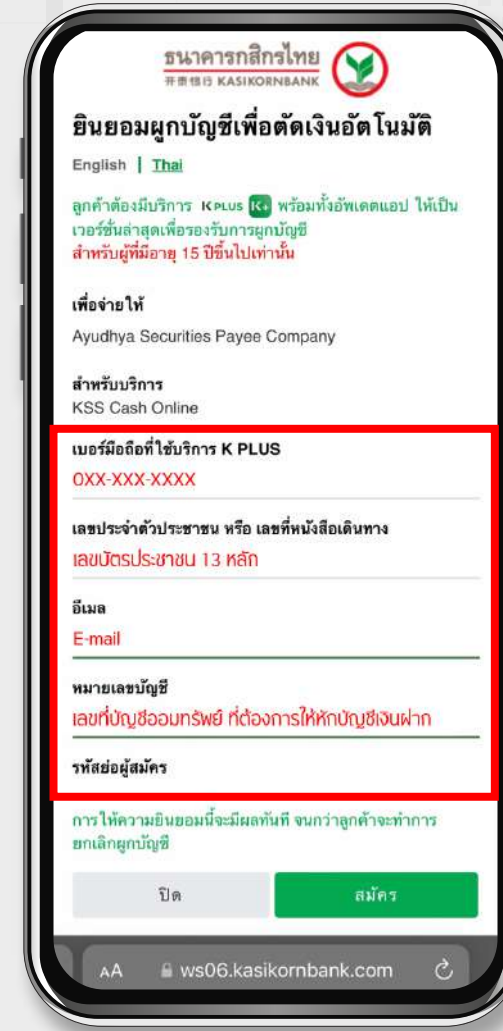 ธนาคารกสิกรไทย
开泰银行 KASIKORNBANK
ยินยอมผูกบัญชีเพื่อตัดเงินอัตโนมัติ
English | Thai
ลูกค้าต้องมีบริการ K PLUS K+ พร้อมทั้งอัพเดตแอป ให้เป็น
เวอร์ชั่นล่าสุดเพื่อรองรับการผูกบัญชี
สำหรับผู้ที่มีอายุ 15 ปีขึ้นไปเท่านั้น
เพื่อจ่ายให้
Ayudhya Securities Payee Company
สำหรับบริการ
KSS Cash Online
เบอร์มือถือที่ใช้บริการ K PLUS
0XX-XXX-XXXX
เลขประจำตัวประชาชน หรือ เลขที่หนังสือเดินทาง
เลขบัตรประชาชน 13 หลัก
อีเมล
E-mail
หมายเลขบัญชี
เลขที่บัญชีออมทรัพย์ ที่ต้องการให้หักบัญชีเงินฝาก
รหัสย่อผู้สมัคร
การให้ความยินยอมนี้จะมีผลทันที จนกว่าลูกค้าจะทำการ
ยกเลิกผูกบัญชี
ปิด สมัคร
AA ws06.kasikornbank.com